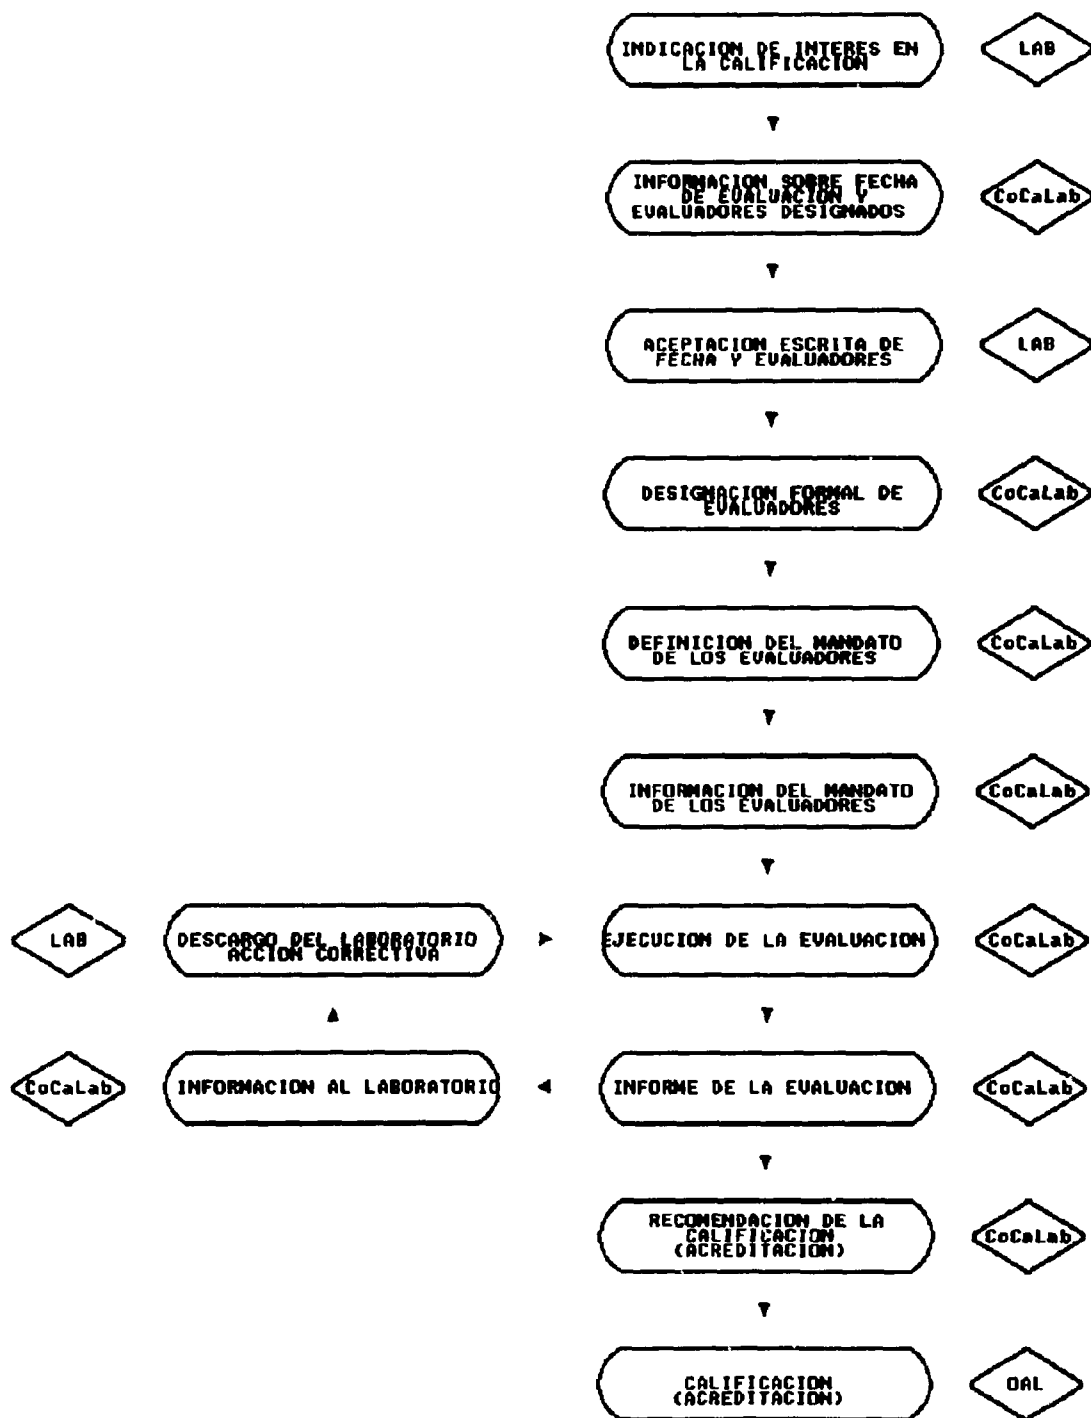 INDICACION DE INTERES EN
LA CALIFICACION
LAB
INFORMACION SOBRE FECHA
DE EVALUACION Y
EVALUADORES DESIGNADOS
CoCaLab
ACEPTACION ESCRITA DE
FECHA Y EVALUADORES
LAB
DESIGNACION FORMAL DE
EVALUADORES
CoCaLab
DEFINICION DEL MANDATO
DE LOS EVALUADORES
CoCaLab
INFORMACION DEL MANDATO
DE LOS EVALUADORES
CoCaLab
LAB
DESCARGO DEL LABORATORIO
ACCION CORRECTIVA
EJECUCION DE LA EVALUACION
CoCaLab
CoCaLab
INFORMACION AL LABORATORIO
INFORME DE LA EVALUACION
CoCaLab
RECOMENDACION DE LA
CALIFICACION
(ACREDITACION)
CoCaLab
CALIFICACION
(ACREDITACION)
OAL